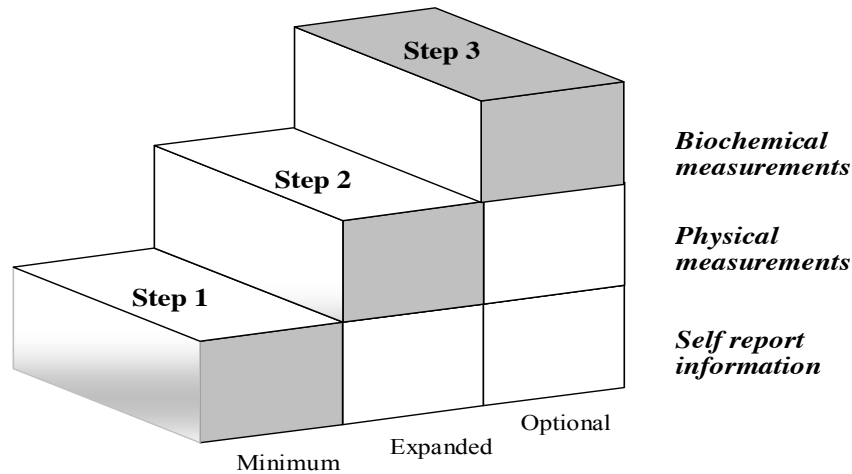 Step 3
Biochemical
measurements
Step 2
Physical
measurements
Step 1
Self report
information
Optional
Expanded
Minimum